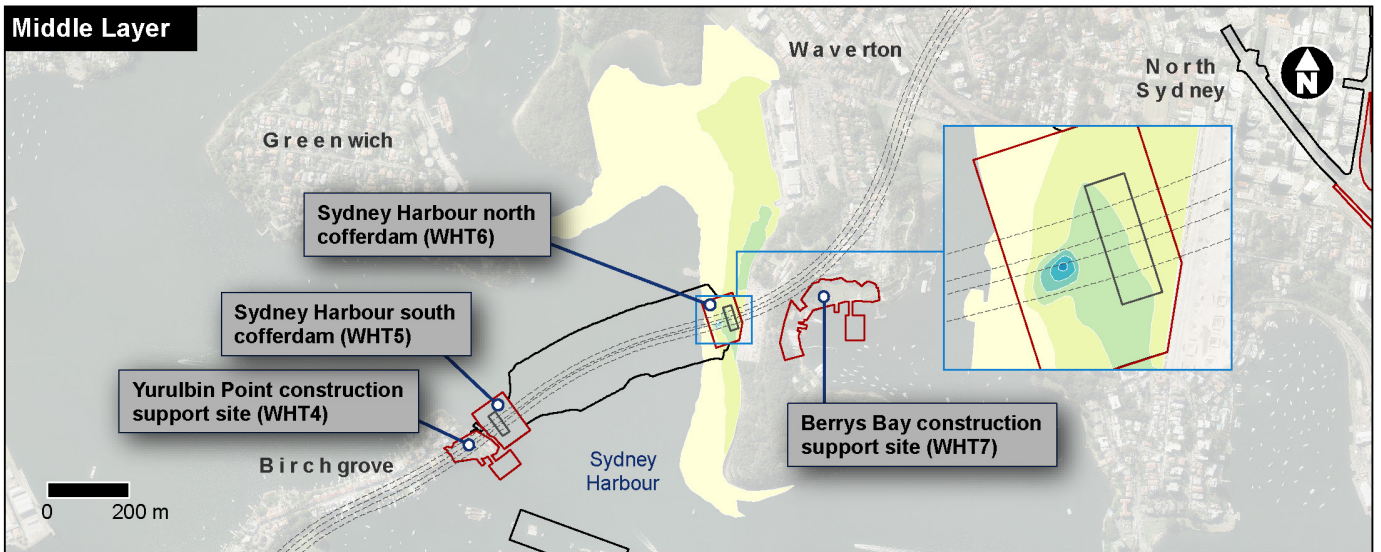 Middle Layer
Waverton
North
Sydney
N
Greenwich
Sydney Harbour north
cofferdam (WHT6)
Sydney Harbour south
cofferdam (WHT5)
Yurulbin Point construction
support site (WHT4)
Berrys Bay construction
support site (WHT7)
Birchgrove
Sydney
Harbour
0 200 m